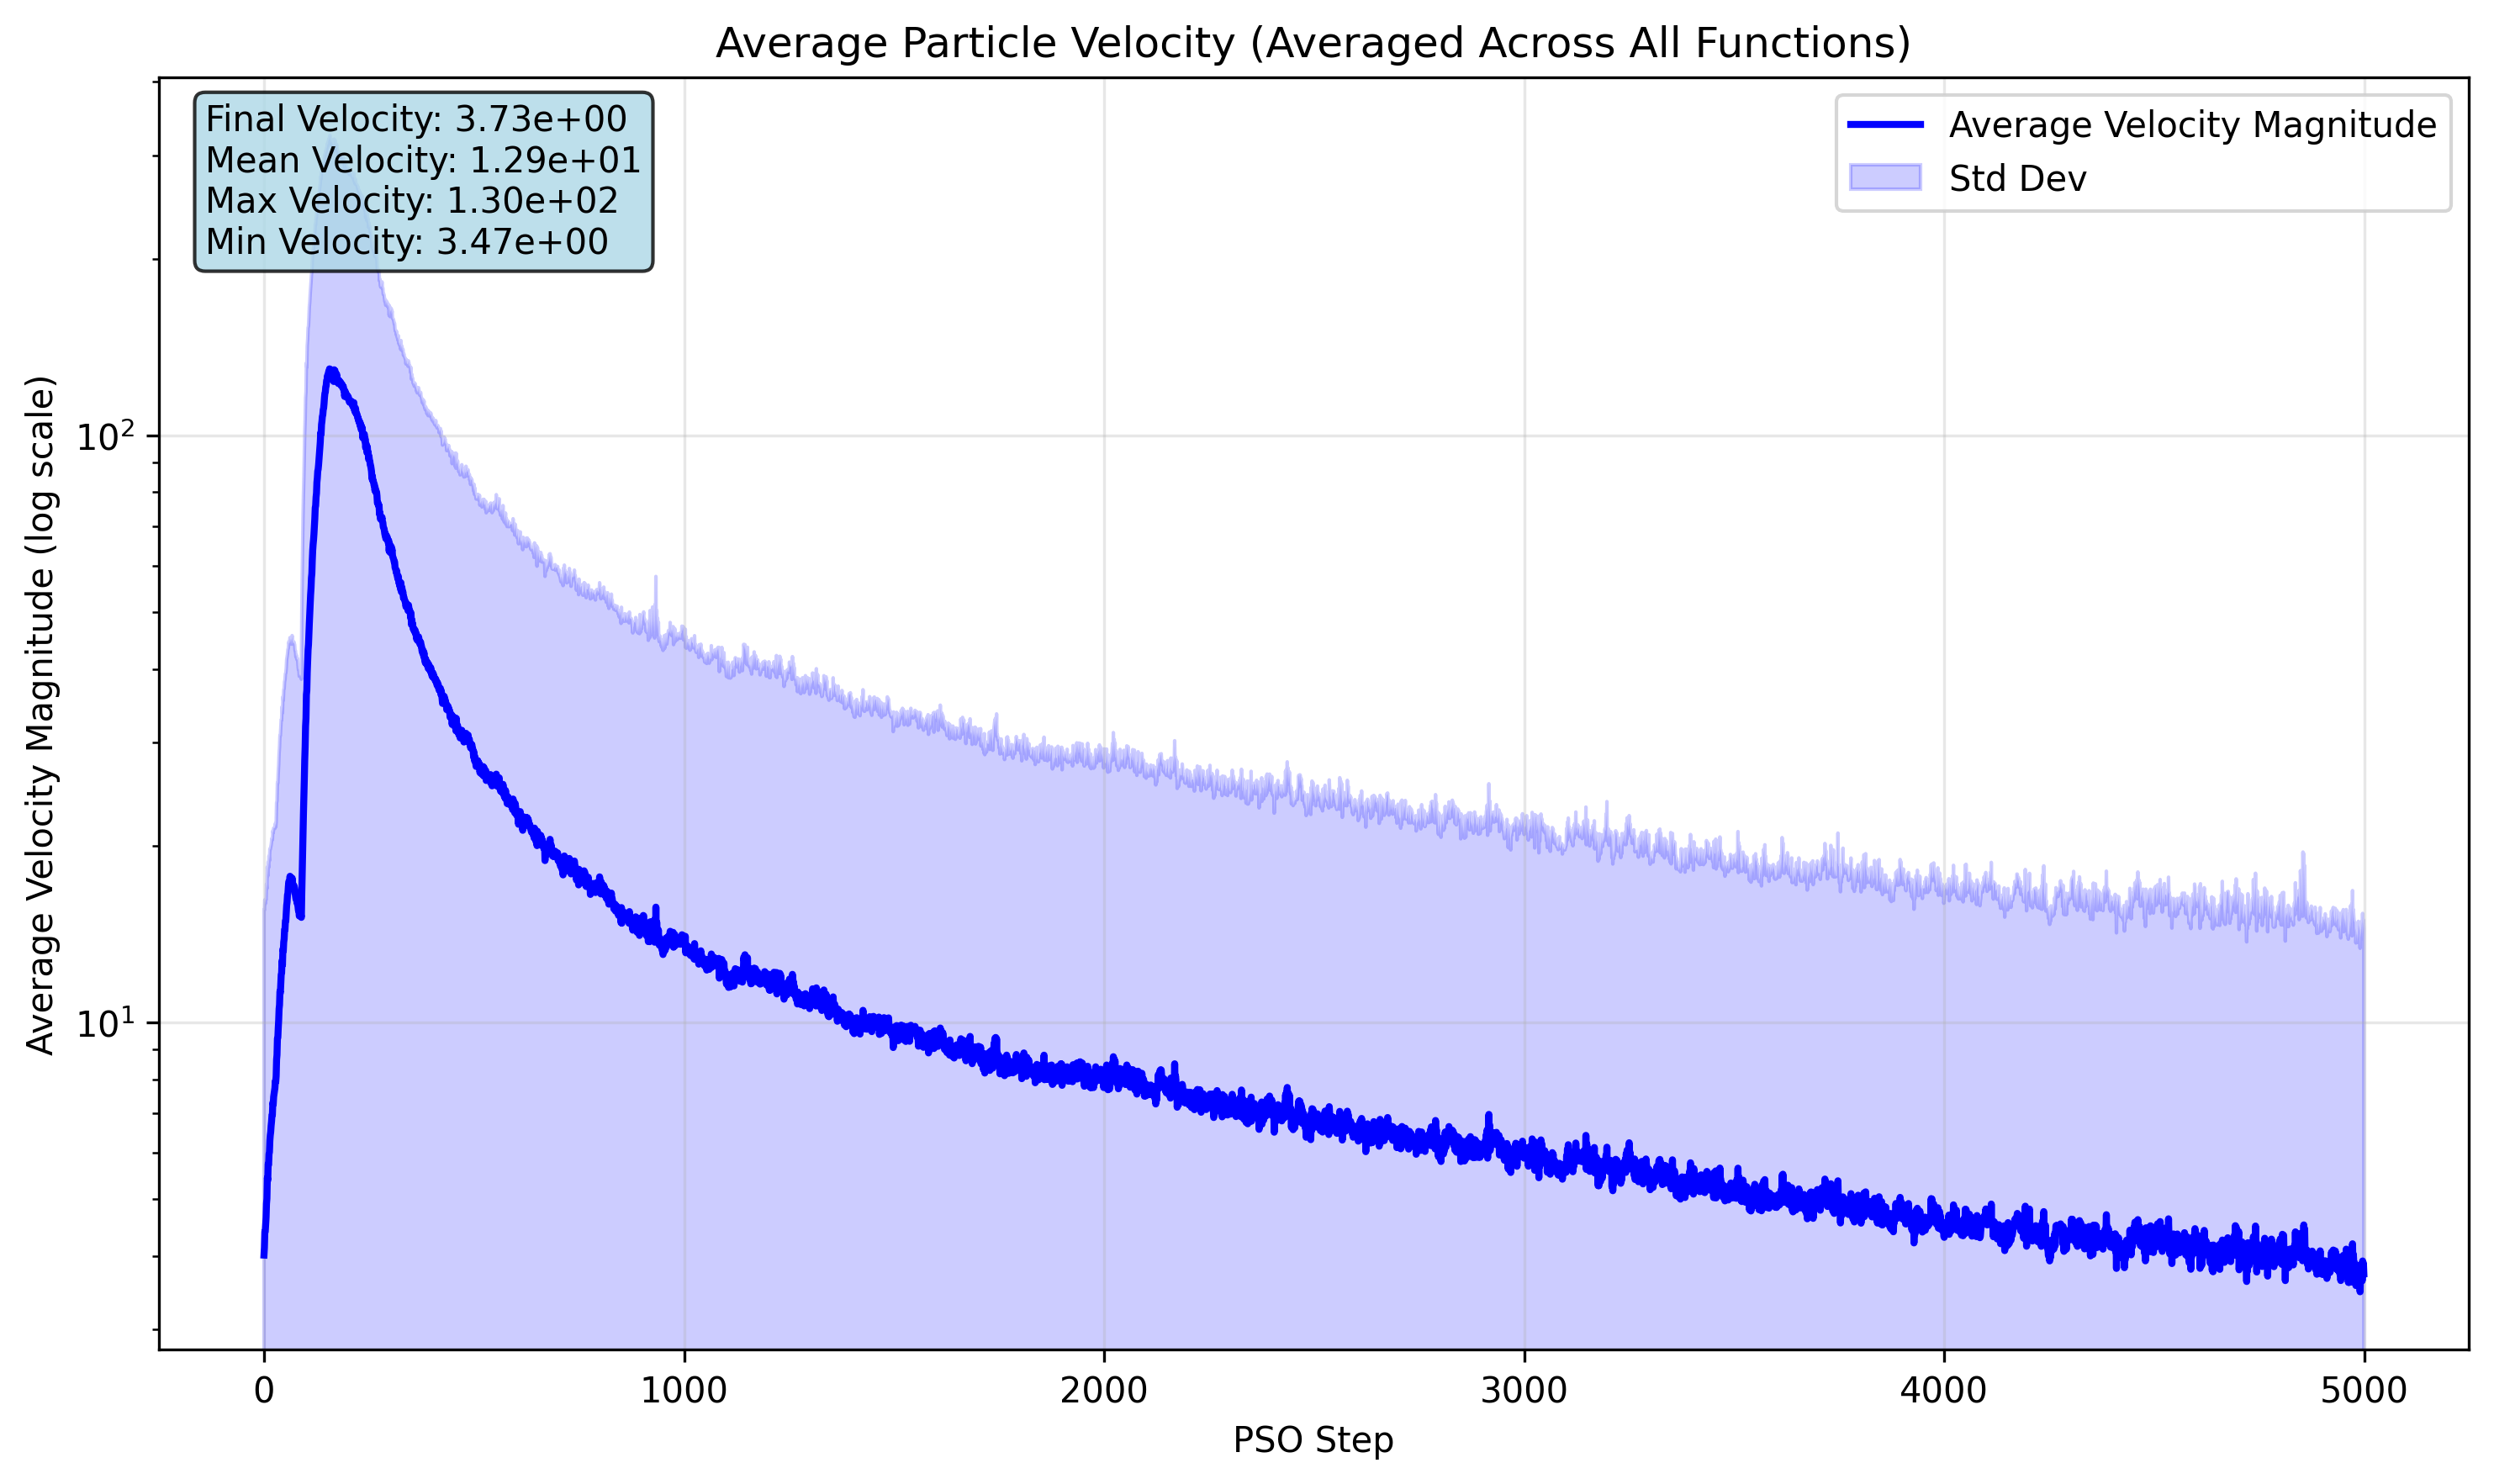 Average Particle Velocity (Averaged Across All Functions)
Final Velocity: 3.73e+00
Mean Velocity: 1.29e+01
Max Velocity: 1.30e+02
Min Velocity: 3.47e+00
Average Velocity Magnitude
Std Dev
Average Velocity Magnitude (log scale)
10²
10¹
0 1000 2000 3000 4000 5000
PSO Step